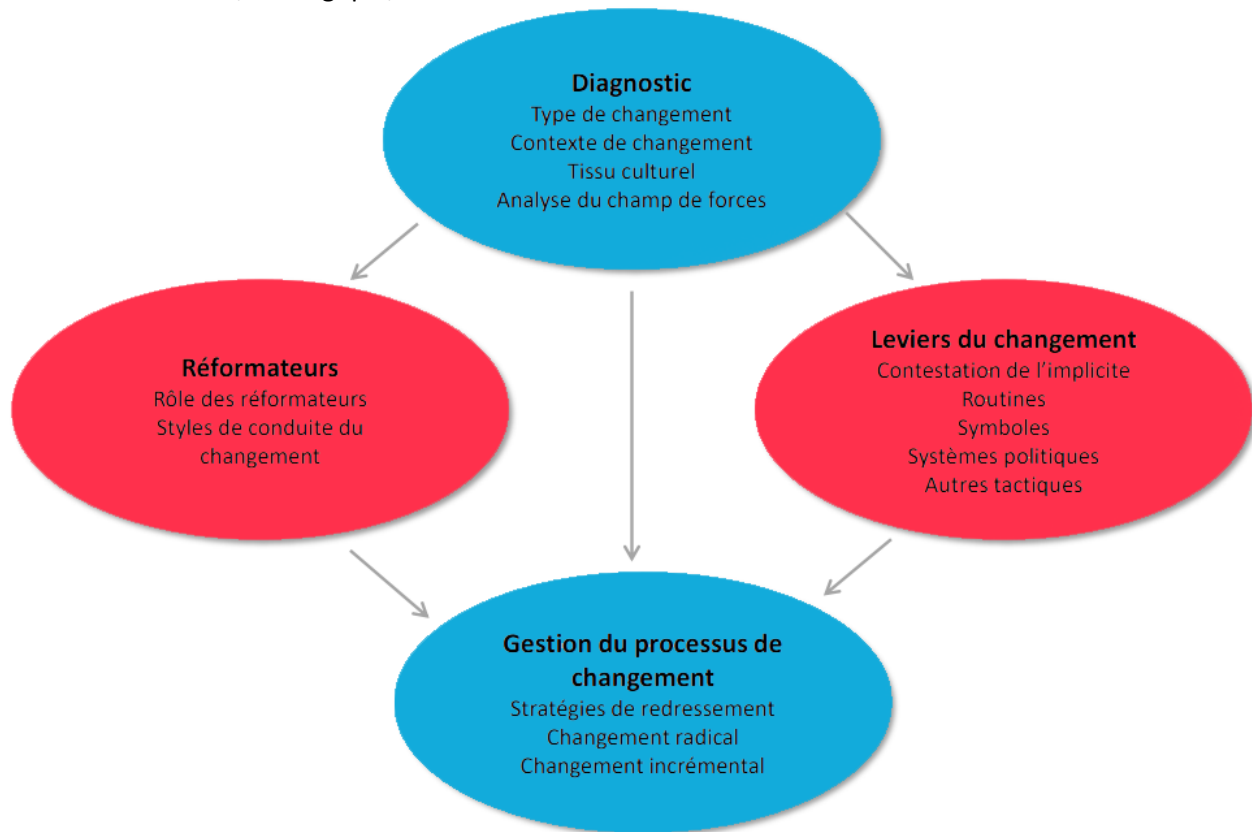 Diagnostic
Type de changement
Contexte de changement
Tissu culturel
Analyse du champ de forces
Réformateurs
Rôle des réformateurs
Styles de conduite du
changement
Leviers du changement
Contestation de l'implicite
Routines
Symboles
Systèmes politiques
Autres tactiques
Gestion du processus de
changement
Stratégies de redressement
Changement radical
Changement incrémental